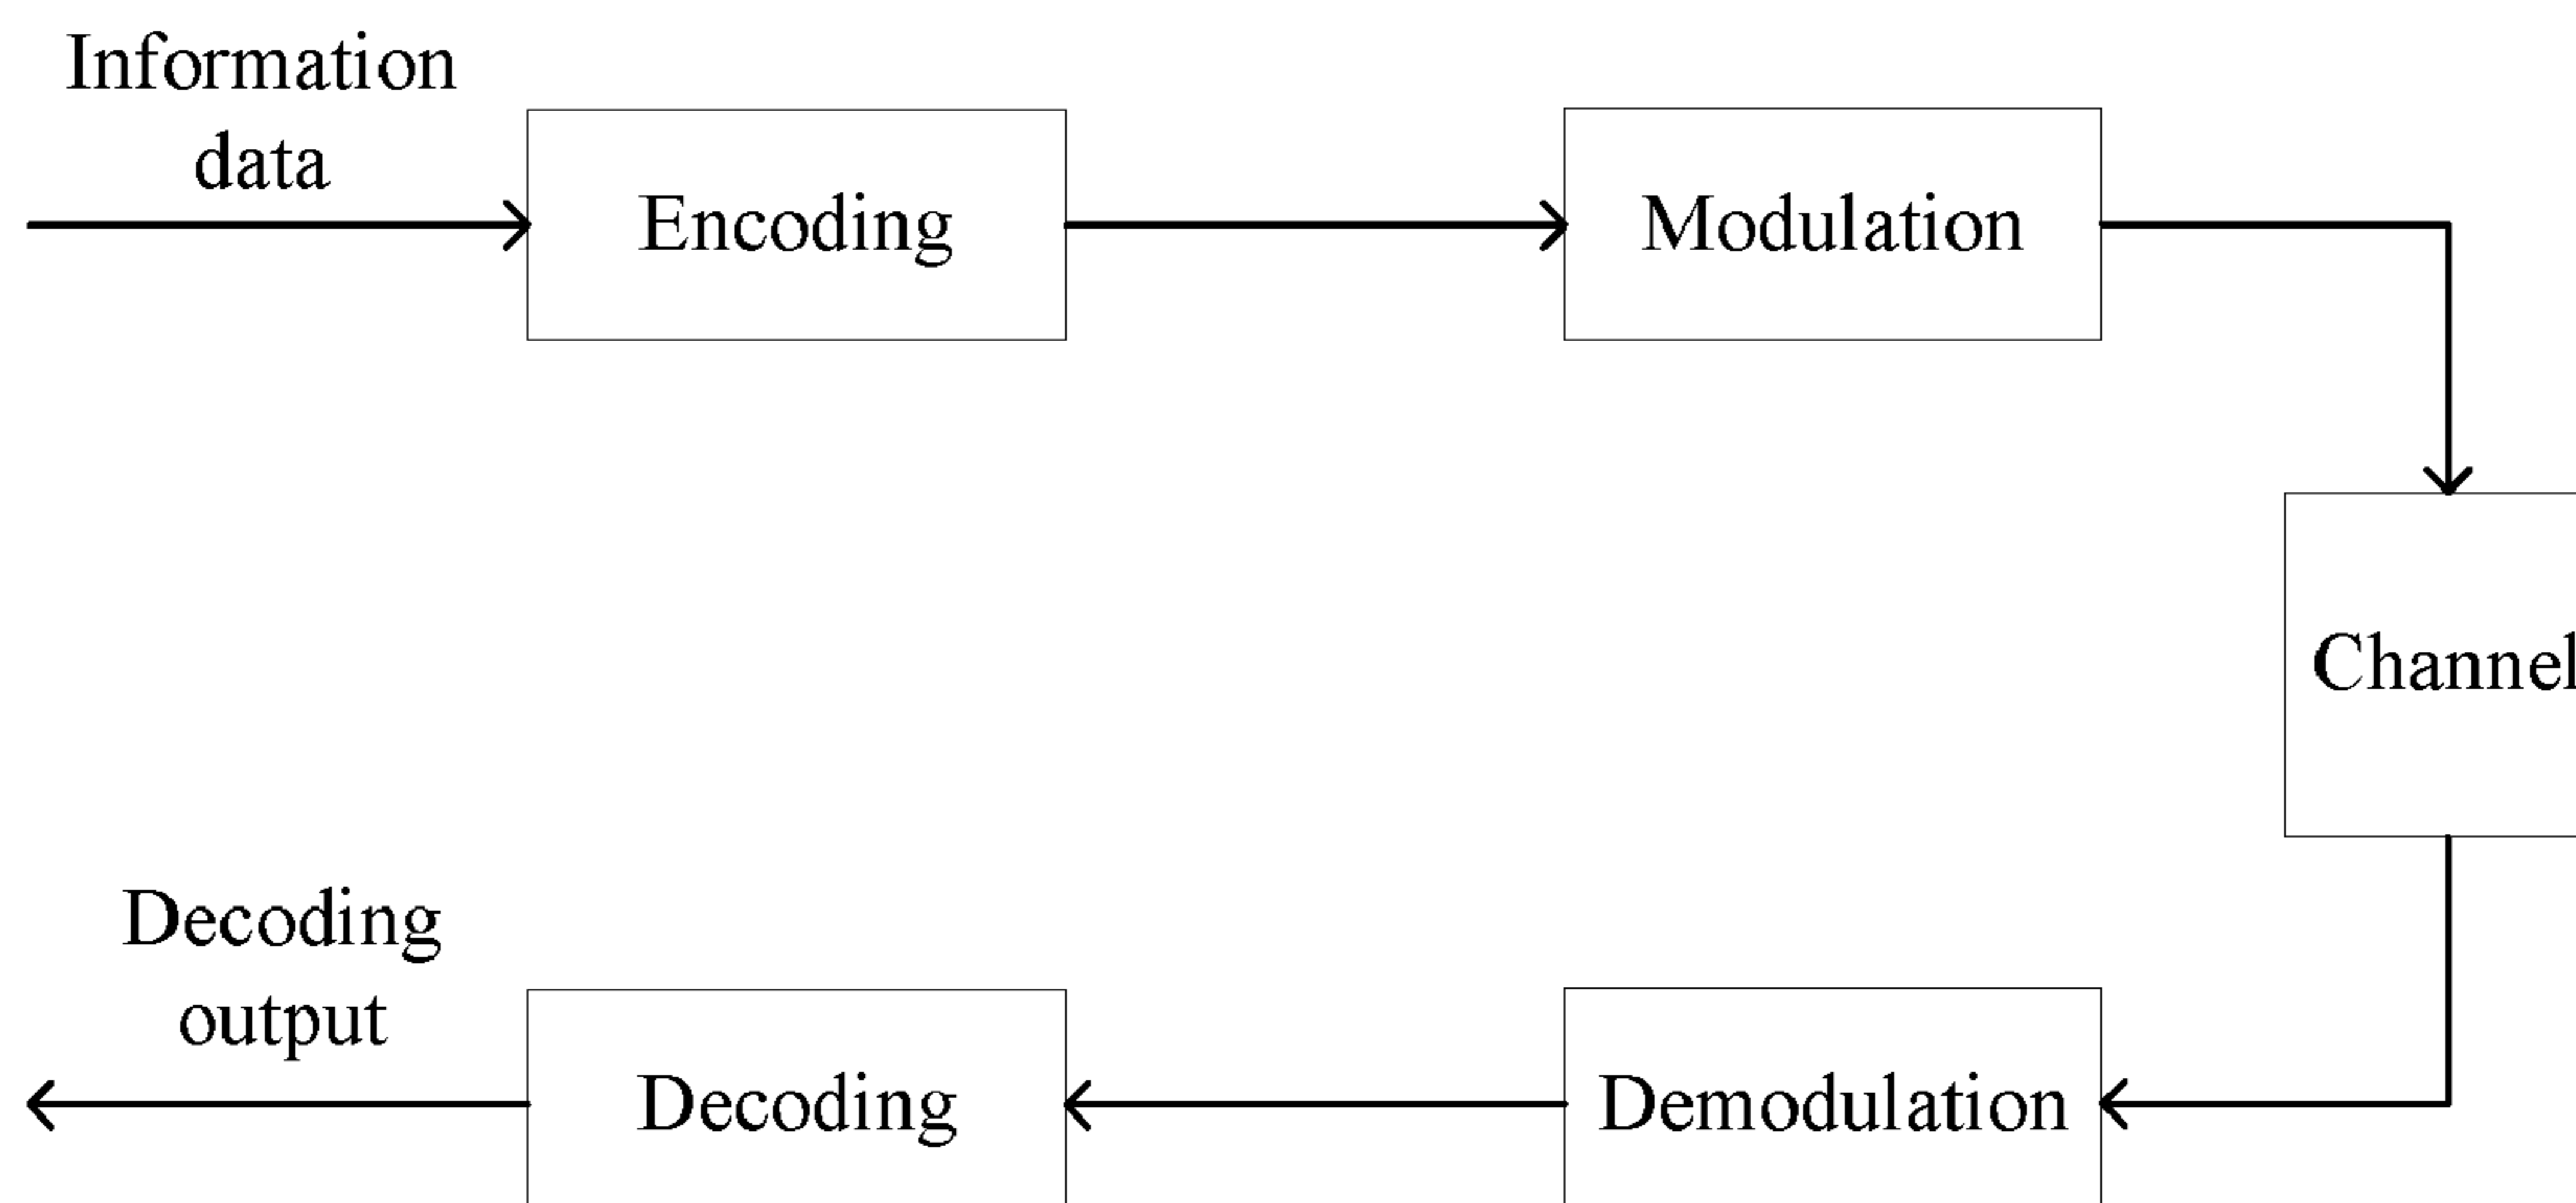 Information
data
Encoding
Modulation
Channel
Decoding
output
Decoding
Demodulation